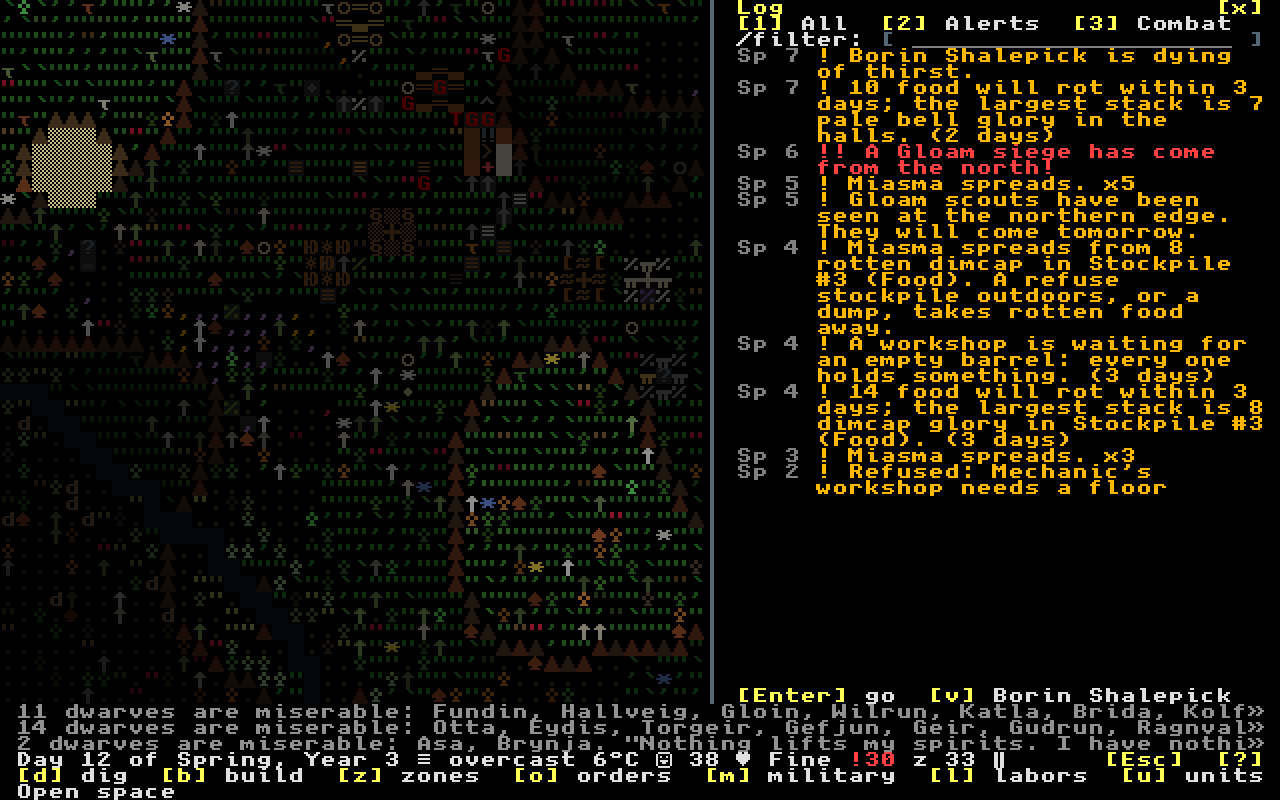 Log [x]
[1] All [2] Alerts [3] Combat
/filter: [ ]
Sp 7 ! Borin Shalepick is dying
of thirst.
Sp 7 ! 10 food will rot within 3
days; the largest stack is 7
pale bell glory in the
halls. (2 days)
Sp 6 !! A Gloam siege has come
from the north!
Sp 5 ! Miasma spreads. x5
Sp 5 ! Gloam scouts have been
seen at the northern edge.
They will come tomorrow.
Sp 4 ! Miasma spreads from 8
rotten dimcap in Stockpile
#3 (Food). A refuse
stockpile outdoors, or a
dump, takes rotten food
away.
Sp 4 ! A workshop is waiting for
an empty barrel: every one
holds something. (3 days)
Sp 4 ! 14 food will rot within 3
days; the largest stack is 8
dimcap glory in Stockpile #3
(Food). (3 days)
Sp 3 ! Miasma spreads. x3
Sp 2 ! Refused: Mechanic's
workshop needs a floor
[Enter] go [v] Borin Shalepick
11 dwarves are miserable: Fundin, Hallveig, Gloin, Wilrun, Katla, Brida, Kolf»
14 dwarves are miserable: Otta, Eydis, Torgeir, Gefjun, Geir, Gudrun, Ragnval»
2 dwarves are miserable: Asa, Brynja. "Nothing lifts my spirits. I have nothi»
Day 12 of Spring, Year 3 ≡ overcast 6°C ☺ 38 ♥ Fine !30 z 33 [Esc] [?]
[d] dig [b] build [z] zones [o] orders [m] military [l] labors [u] units
Open space